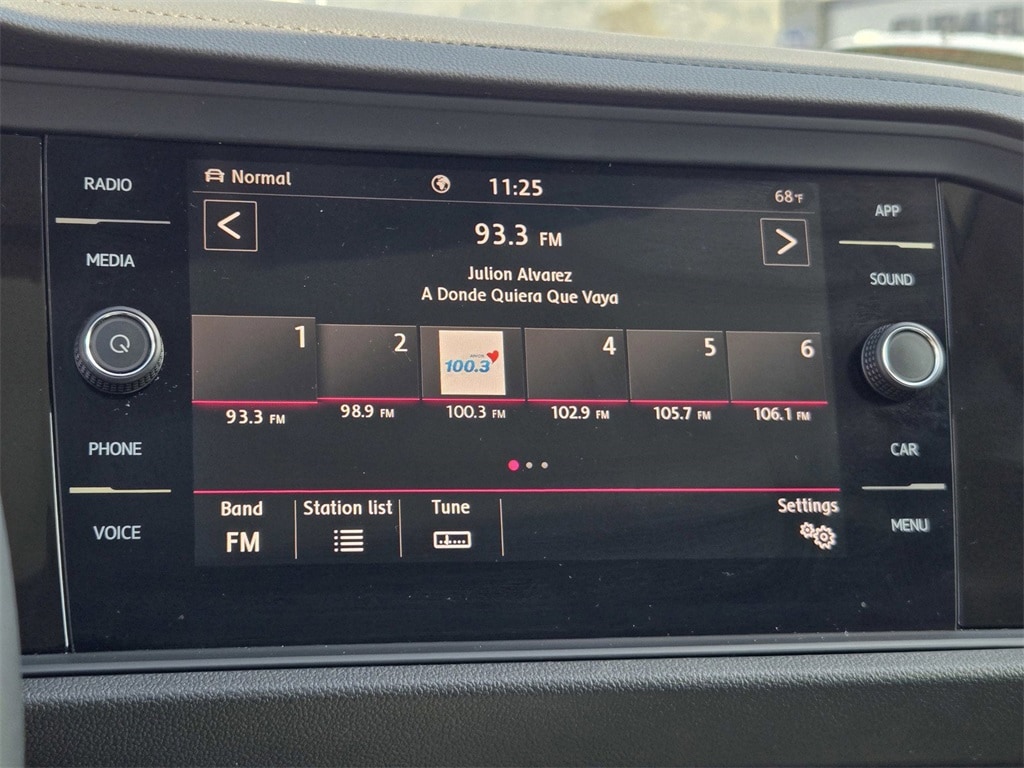 RADIO
MEDIA
PHONE
VOICE
Normal
11:25
68°F
<
93.3 FM
>
Julion Alvarez
A Donde Quiera Que Vaya
1
2
100.3
4
5
6
93.3 FM
98.9 FM
100.3 FM
102.9 FM
105.7 FM
106.1 FM
Band
FM
Station list
Tune
Settings
APP
SOUND
CAR
MENU